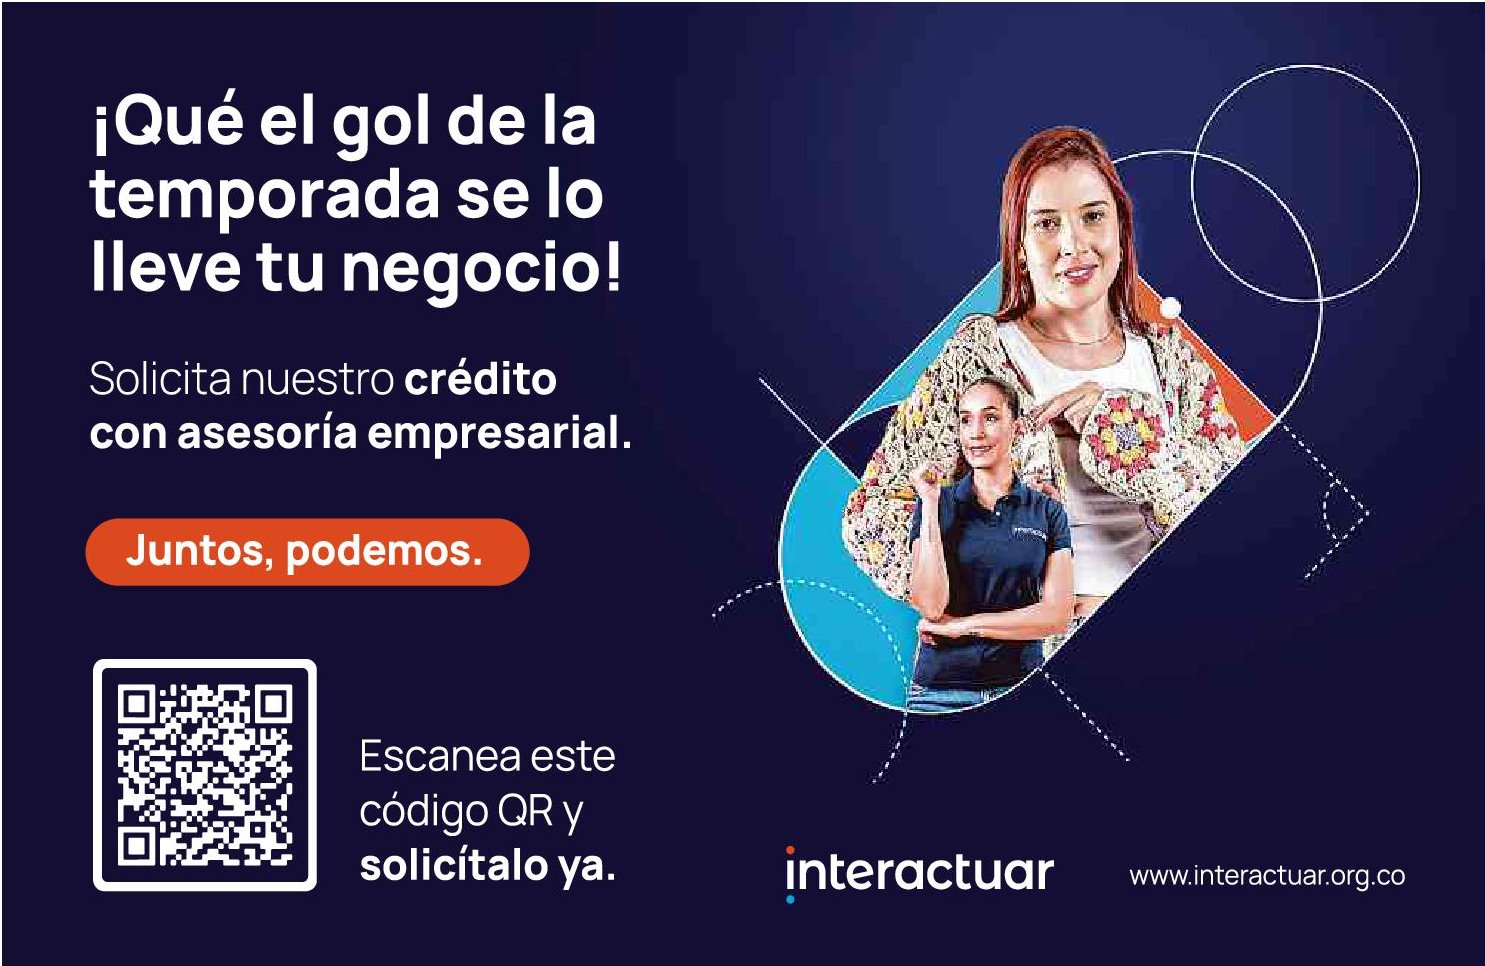 ¡Qué el gol de la
temporada se lo
lleve tu negocio!
Solicita nuestro crédito
con asesoría empresarial.
Juntos, podemos.
Escanea este
código QR y
solicítalo ya.
interactuar
www.interactuar.org.co